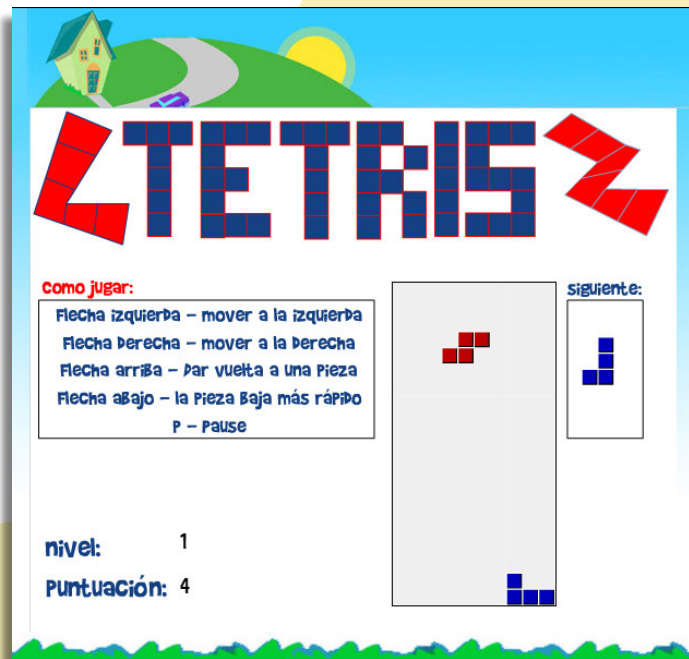 TETRIS
como jugar:
Flecha izquierda – mover a la izquierda
Flecha derecha – mover a la derecha
Flecha arriba – Dar vuelta a una pieza
Flecha abajo – la pieza baja más rápido
P – Pause
siguiente:
nivel: 1
Puntuación: 4